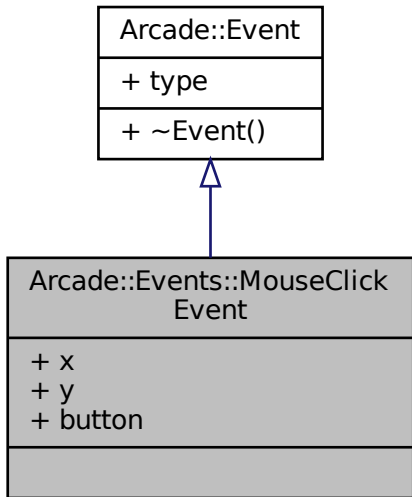 Arcade::Event
+ type
+ ~Event()
Arcade::Events::MouseClick
Event
+ x
+ y
+ button